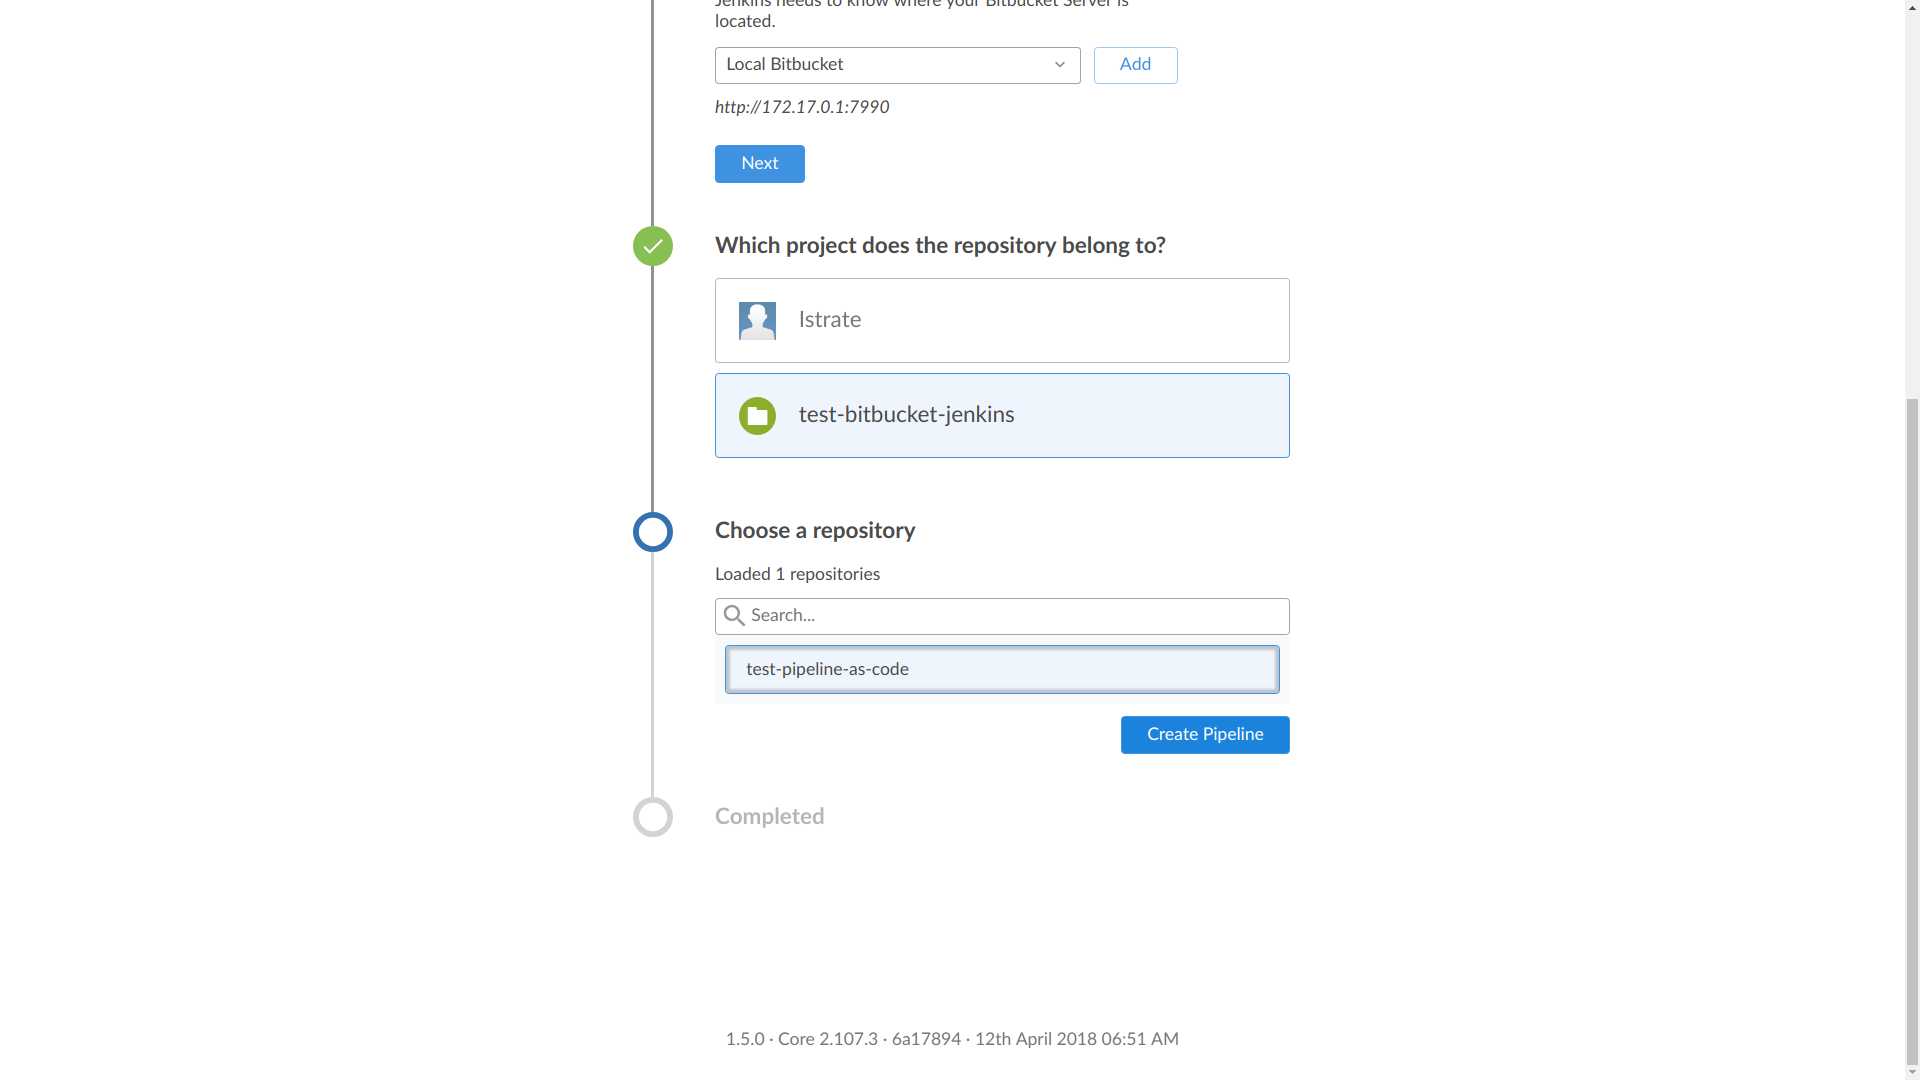 Jenkins needs to know where your Bitbucket Server is
located.
Local Bitbucket
Add
http://172.17.0.1:7990
Next
Which project does the repository belong to?
Istrate
test-bitbucket-jenkins
Choose a repository
Loaded 1 repositories
Search...
test-pipeline-as-code
Create Pipeline
Completed
1.5.0 · Core 2.107.3 · 6a17894 · 12th April 2018 06:51 AM